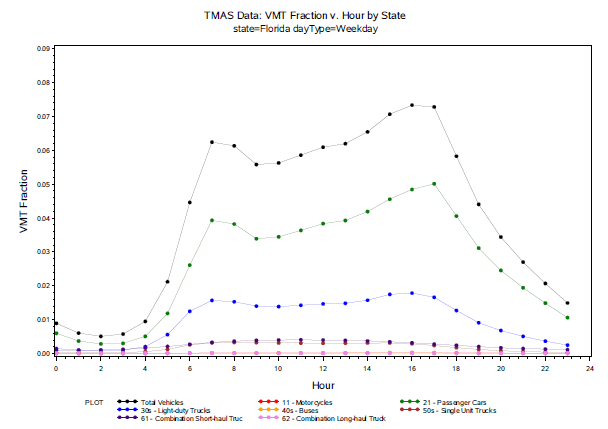 TMAS Data: VMT Fraction v. Hour by State
state=Florida dayType=Weekday
0.09
0.08
0.07
0.06
0.05
0.04
0.03
0.02
0.01
0.00
VMT Fraction
0 2 4 6 8 10 12 14 16 18 20 22 24
Hour
PLOT Total Vehicles 11 - Motorcycles 21 - Passenger Cars
30s - Light-duty Trucks 40s - Buses 50s - Single Unit Trucks
61 - Combination Short-haul Truc 62 - Combination Long-haul Truck